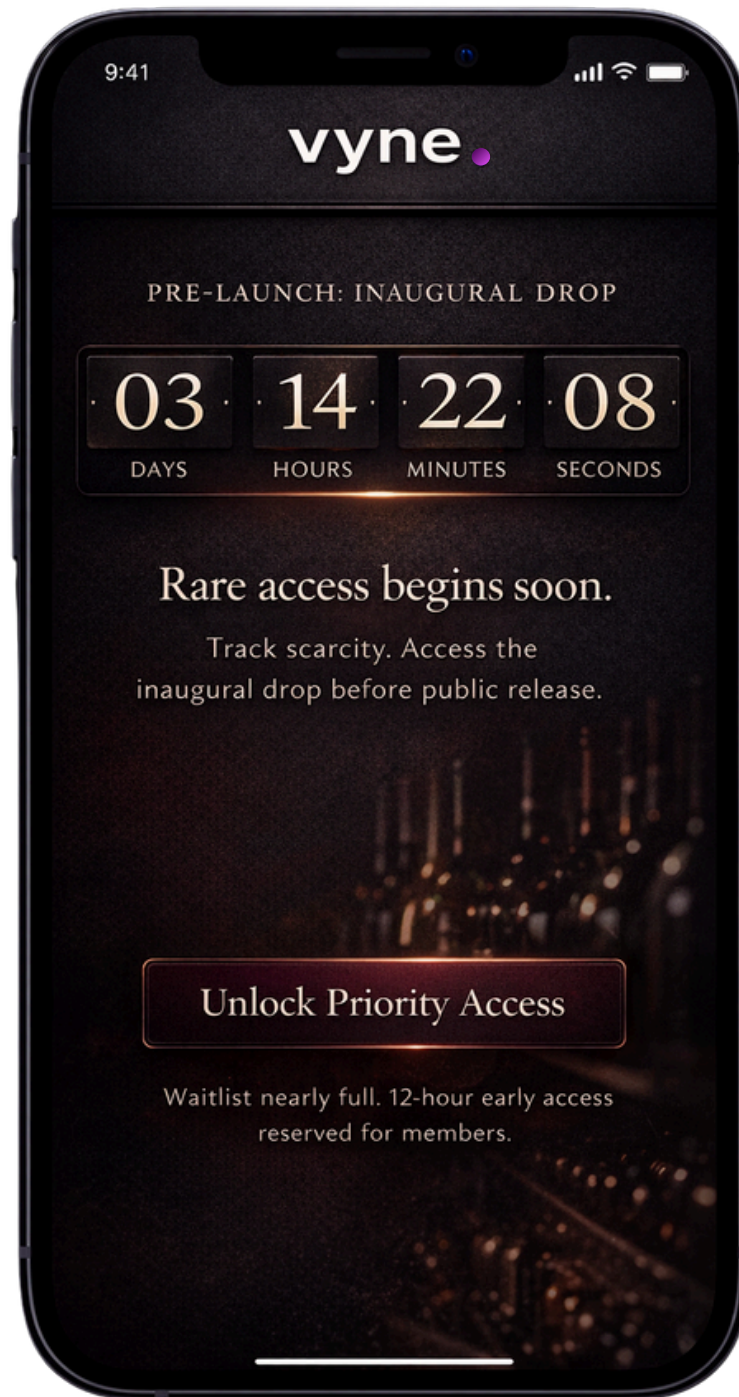 9:41
vyne.
PRE-LAUNCH: INAUGURAL DROP
03 14 22 08
DAYS HOURS MINUTES SECONDS
Rare access begins soon.
Track scarcity. Access the
inaugural drop before public release.
Unlock Priority Access
Waitlist nearly full. 12-hour early access
reserved for members.